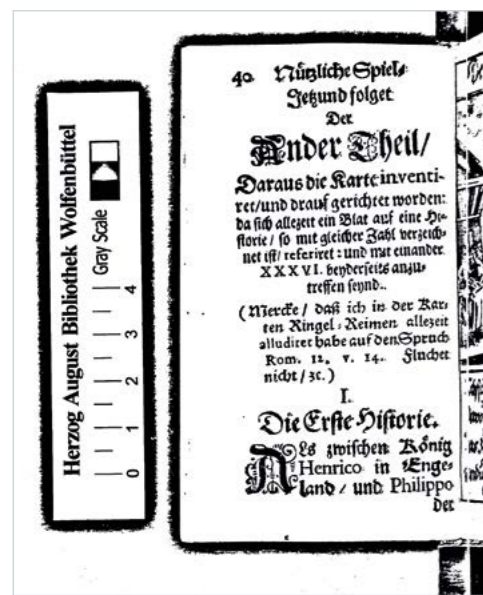 Herzog August Bibliothek Wolfenbüttel
Gray Scale
0 1 2 3 4
40 Nützliche Spiel-
Jetzund folget
Der
Ander Theil/
Daraus die Karte inventi-
ret/und drauf gerichtet worden:
da sich allezeit ein Blat auf eine Hi-
storie / so mit gleicher Zahl verzeich-
net ist/ referiret: und mit einander
XXXVI. beyderseits anzu-
treffen seynd.
(Mercke / daß ich in der Kar-
ten Ringel-Reimen allezeit
alludiret habe auf den Spruch
Rom. 12. v. 14. Fluchet
nicht / ꝛc.)
I.
Die Erste Historie.
ALs zwischen König
Henrico in Enge-
land / und Philippo
der